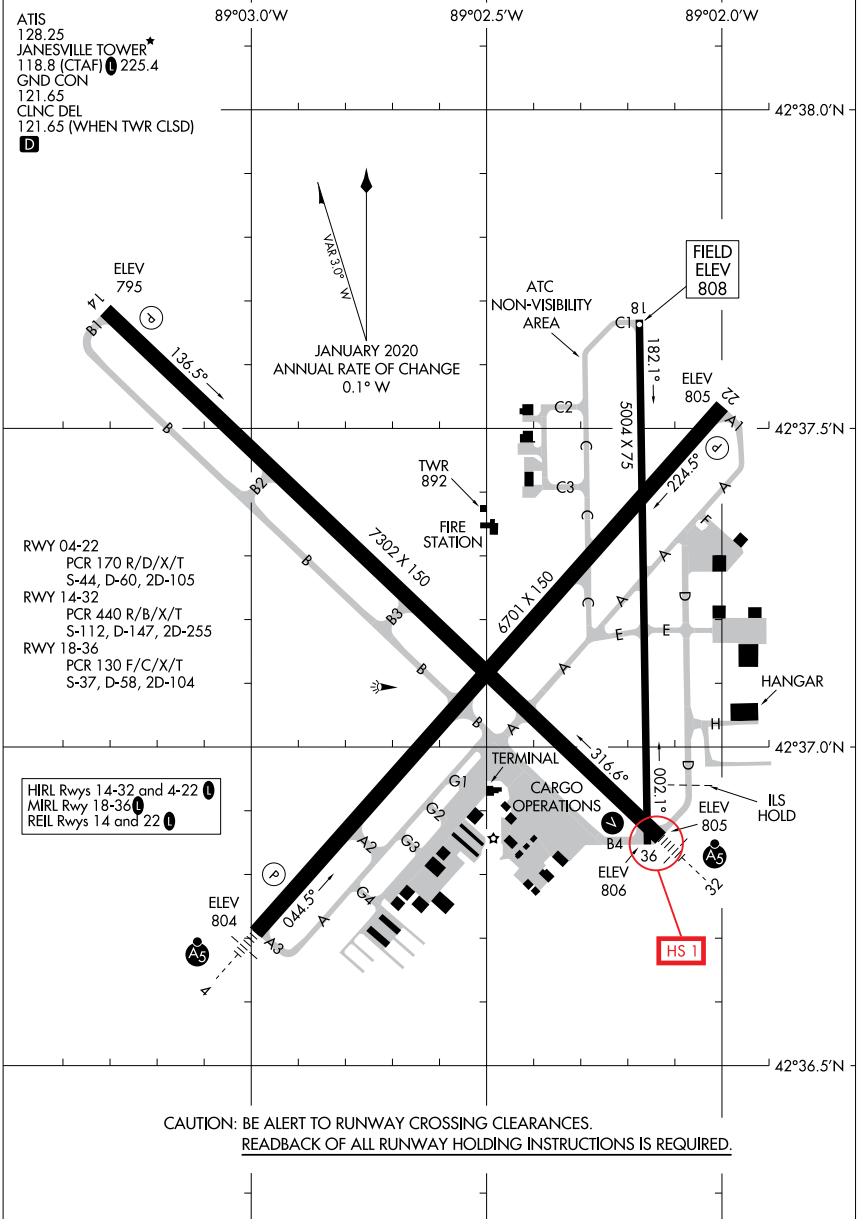 ATIS
128.25
JANESVILLE TOWER★
118.8 (CTAF) L 225.4
GND CON
121.65
CLNC DEL
121.65 (WHEN TWR CLSD)
D
89°03.0'W
89°02.5'W
89°02.0'W
42°38.0'N
VAR 3.0° W
JANUARY 2020
ANNUAL RATE OF CHANGE
0.1° W
ELEV
795
14
P
B1
136.5°
B
B2
B
7302 X 150
B3
B
B
ATC
NON-VISIBILITY
AREA
FIELD
ELEV
808
18
C1
182.1°
5004 X 75
ELEV
805
22
A1
P
224.5°
42°37.5'N
C2
C
C3
C
C
TWR
892
FIRE
STATION
6701 X 150
A
F
A
A
D
E
E
A
A
HANGAR
H
D
RWY 04-22
PCR 170 R/D/X/T
S-44, D-60, 2D-105
RWY 14-32
PCR 440 R/B/X/T
S-112, D-147, 2D-255
RWY 18-36
PCR 130 F/C/X/T
S-37, D-58, 2D-104
HIRL Rwys 14-32 and 4-22 L
MIRL Rwy 18-36 L
REIL Rwys 14 and 22 L
42°37.0'N
316.6°
002.1°
TERMINAL
CARGO
OPERATIONS
ILS
HOLD
V
B4
36
ELEV
805
ELEV
806
A5
32
HS 1
G1
G2
G3
G4
A2
P
044.5°
A
A3
ELEV
804
A5
4
42°36.5'N
CAUTION: BE ALERT TO RUNWAY CROSSING CLEARANCES.
READBACK OF ALL RUNWAY HOLDING INSTRUCTIONS IS REQUIRED.